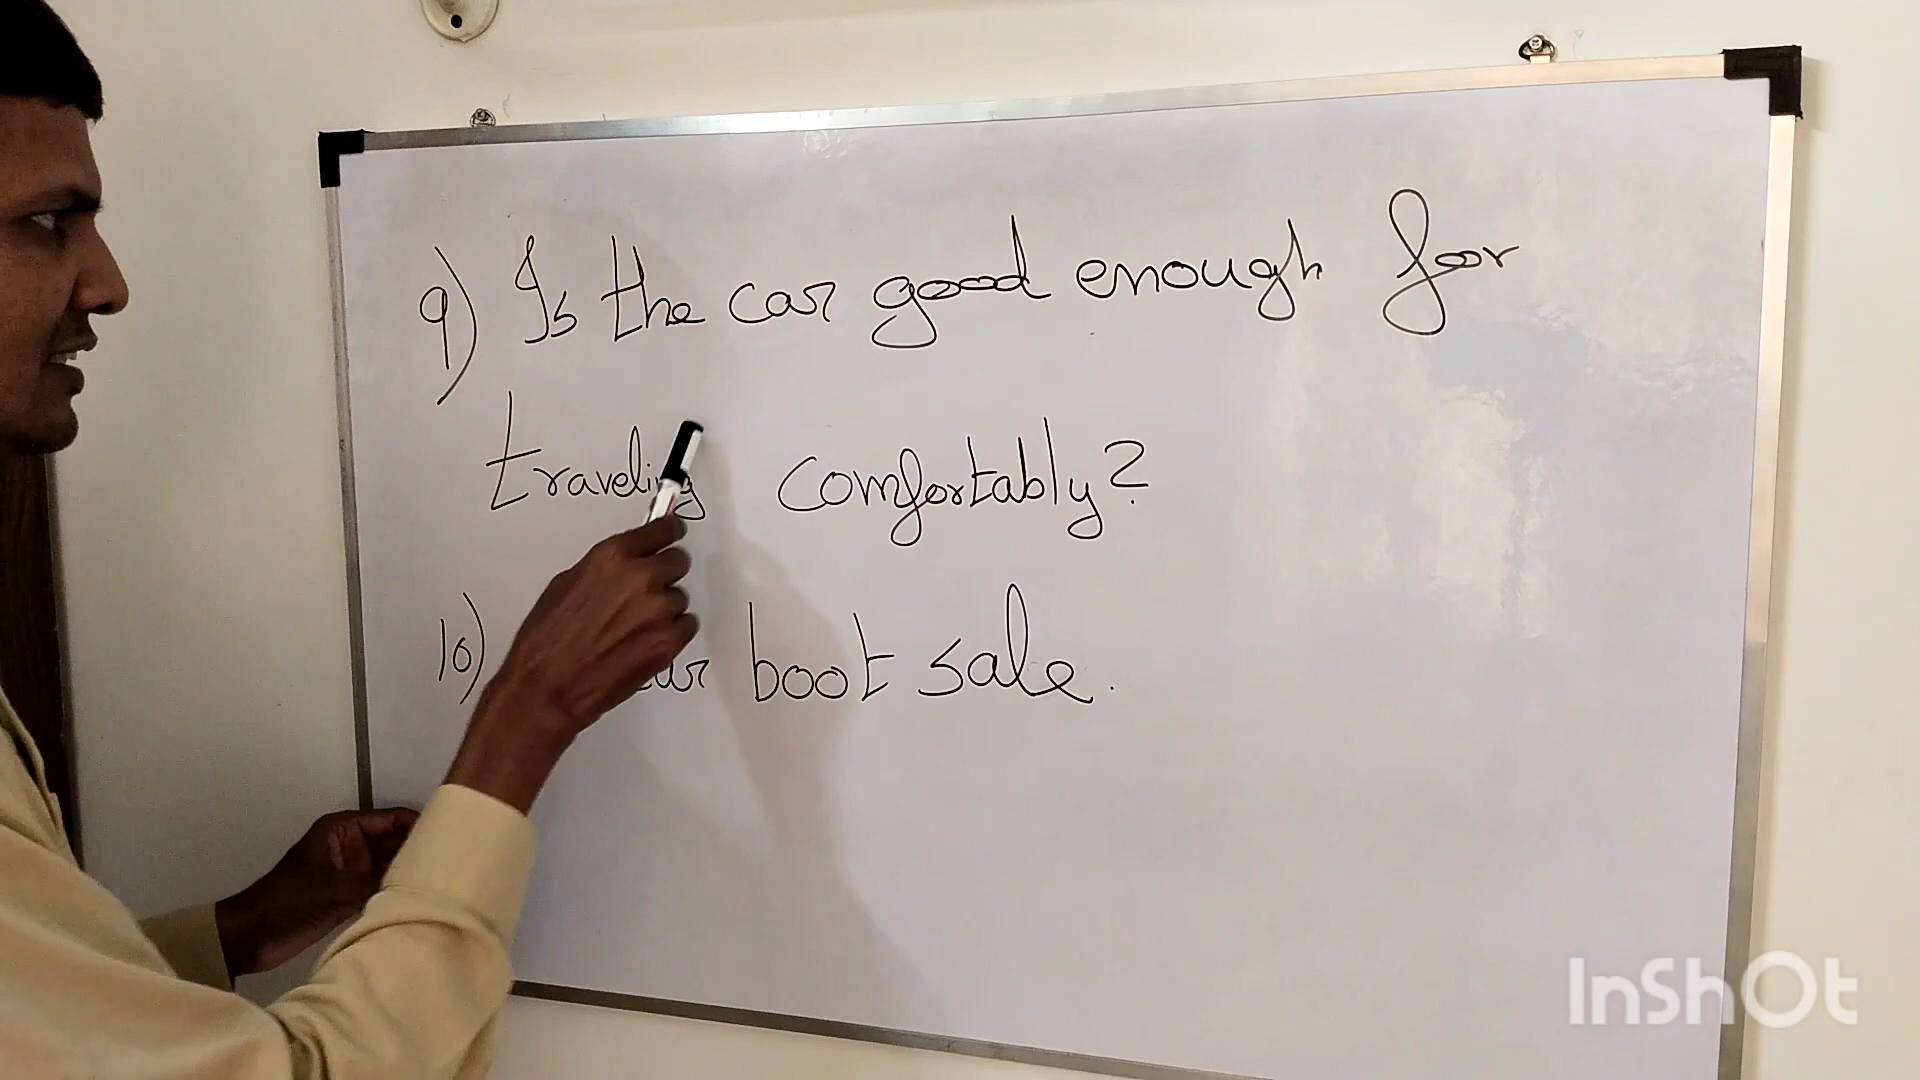 9) Is the car good enough for
traveling comfortably?
10) boot sale.
InShOt